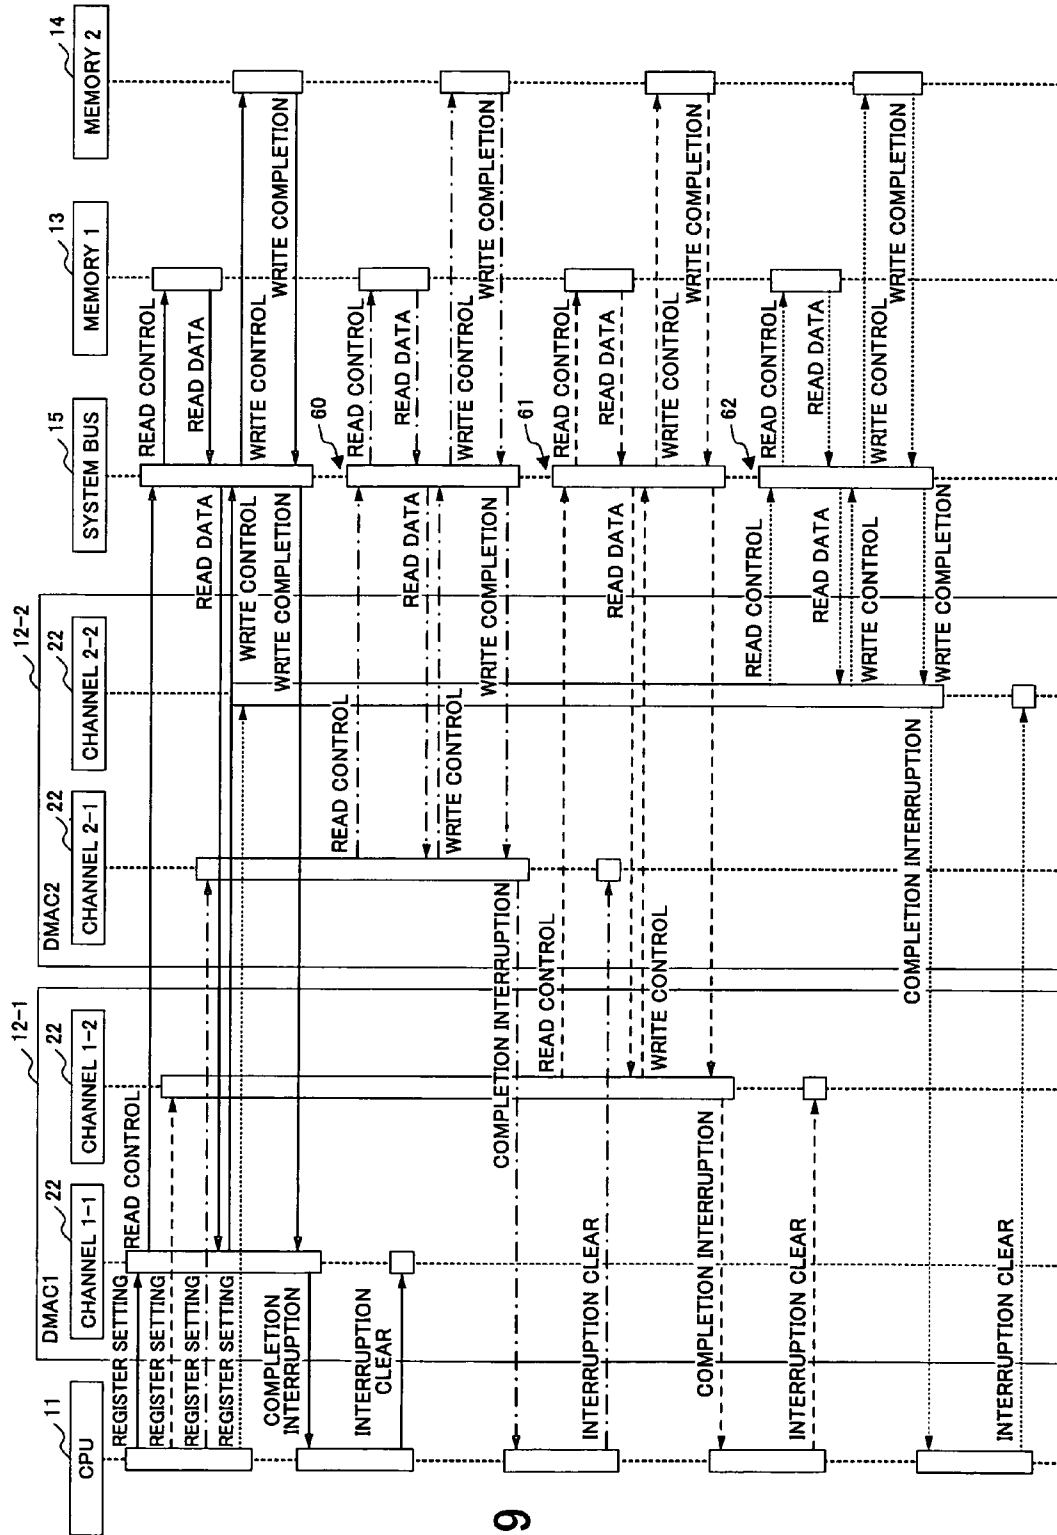 11
CPU
12-1
DMAC1
22
CHANNEL 1-1
22
CHANNEL 1-2
12-2
DMAC2
22
CHANNEL 2-1
22
CHANNEL 2-2
15
SYSTEM BUS
13
MEMORY 1
14
MEMORY 2
REGISTER SETTING
REGISTER SETTING
REGISTER SETTING
REGISTER SETTING
READ CONTROL
READ DATA
WRITE CONTROL
WRITE COMPLETION
READ CONTROL
READ DATA
WRITE CONTROL
WRITE COMPLETION
COMPLETION
INTERRUPTION
INTERRUPTION
CLEAR
60
READ CONTROL
READ DATA
WRITE CONTROL
WRITE COMPLETION
READ CONTROL
READ DATA
WRITE CONTROL
WRITE COMPLETION
COMPLETION INTERRUPTION
INTERRUPTION CLEAR
61
READ CONTROL
READ DATA
WRITE CONTROL
READ CONTROL
READ DATA
WRITE CONTROL
WRITE COMPLETION
COMPLETION INTERRUPTION
INTERRUPTION CLEAR
62
READ CONTROL
READ DATA
WRITE CONTROL
WRITE COMPLETION
READ CONTROL
READ DATA
WRITE CONTROL
WRITE COMPLETION
COMPLETION INTERRUPTION
INTERRUPTION CLEAR
9